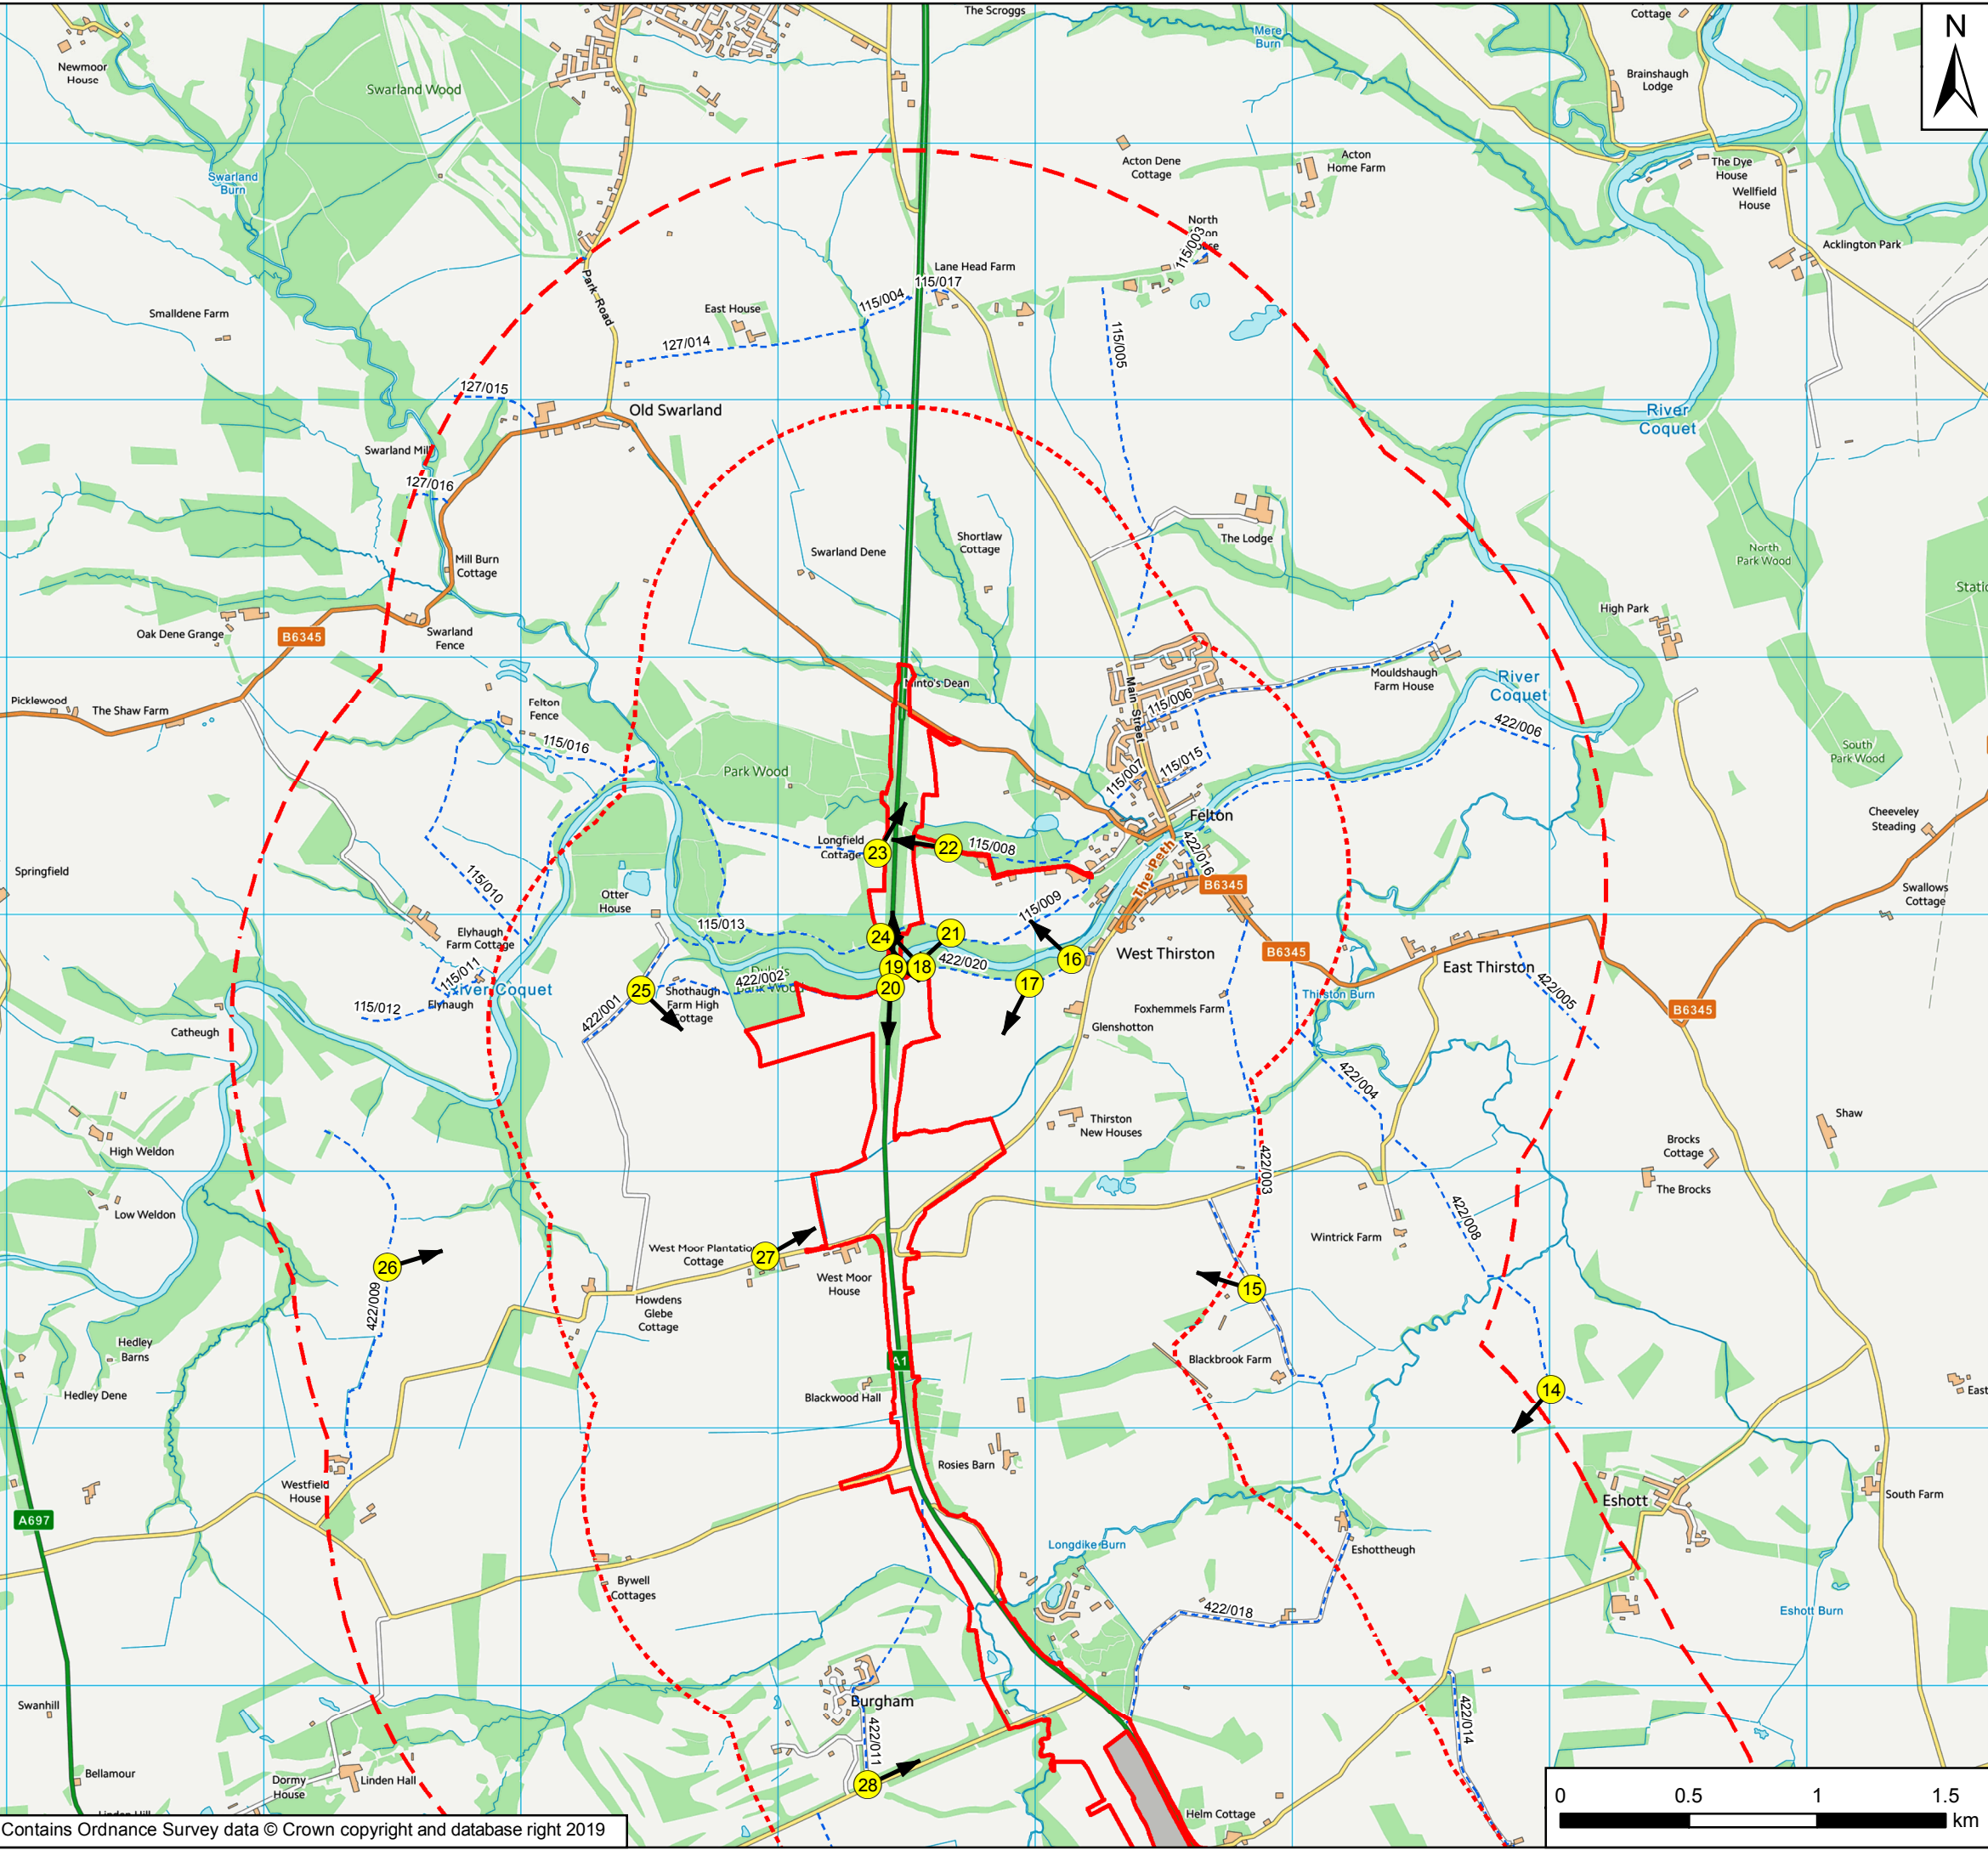 The Scroggs
Cottage
N
Mere
Burn
Newmoor
House
Swarland Wood
Brainshaugh
Lodge
Acton Dene
Cottage
Acton
Home Farm
The Dye
House
Wellfield
House
Swarland
Burn
North
115/003
Acklington Park
Lane Head Farm
115/017
115/004
Park Road
Smalldene Farm
East House
127/014
115/005
127/015
Old Swarland
River
Coquet
Swarland Mill
127/016
Shortlaw
Cottage
The Lodge
Swarland Dene
North
Park Wood
Mill Burn
Cottage
High Park
Oak Dene Grange
B6345
Swarland
Fence
Mouldshaugh
Farm House
River
Coquet
Minto's Dean
Picklewood
The Shaw Farm
Felton
Fence
115/006
Main Street
422/006
115/016
Park Wood
115/007
115/015
South
Park Wood
Felton
Cheeveley
Steading
Longfield
Cottage
23
22
115/008
422/016
The Peth
B6345
Springfield
115/010
Otter
House
115/009
Swallows
Cottage
115/013
24
21
Elyhaugh
Farm Cottage
B6345
West Thirston
16
East Thirston
19
18
422/020
115/011
422/002
Elyhaugh
River Coquet
25
Shothaugh
Farm High
Cottage
20
17
Thirston Burn
422/005
115/012
422/001
Foxhemmels Farm
B6345
Catheugh
Glenshotton
422/004
Thirston
New Houses
Shaw
High Weldon
Brocks
Cottage
422/003
The Brocks
Low Weldon
422/008
Wintrick Farm
West Moor Plantation
Cottage
27
26
West Moor
House
15
422/009
Howdens
Glebe
Cottage
Hedley
Barns
A1
Blackbrook Farm
Hedley Dene
Blackwood Hall
14
East
Rosies Barn
Westfield
House
Eshott
South Farm
A697
Longdike Burn
Eshottheugh
Bywell
Cottages
422/018
Eshott Burn
Swanhill
Burgham
422/011
422/014
Bellamour
Dormy
House
Linden Hall
28
Helm Cottage
0 0.5 1 1.5
km
Contains Ordnance Survey data © Crown copyright and database right 2019